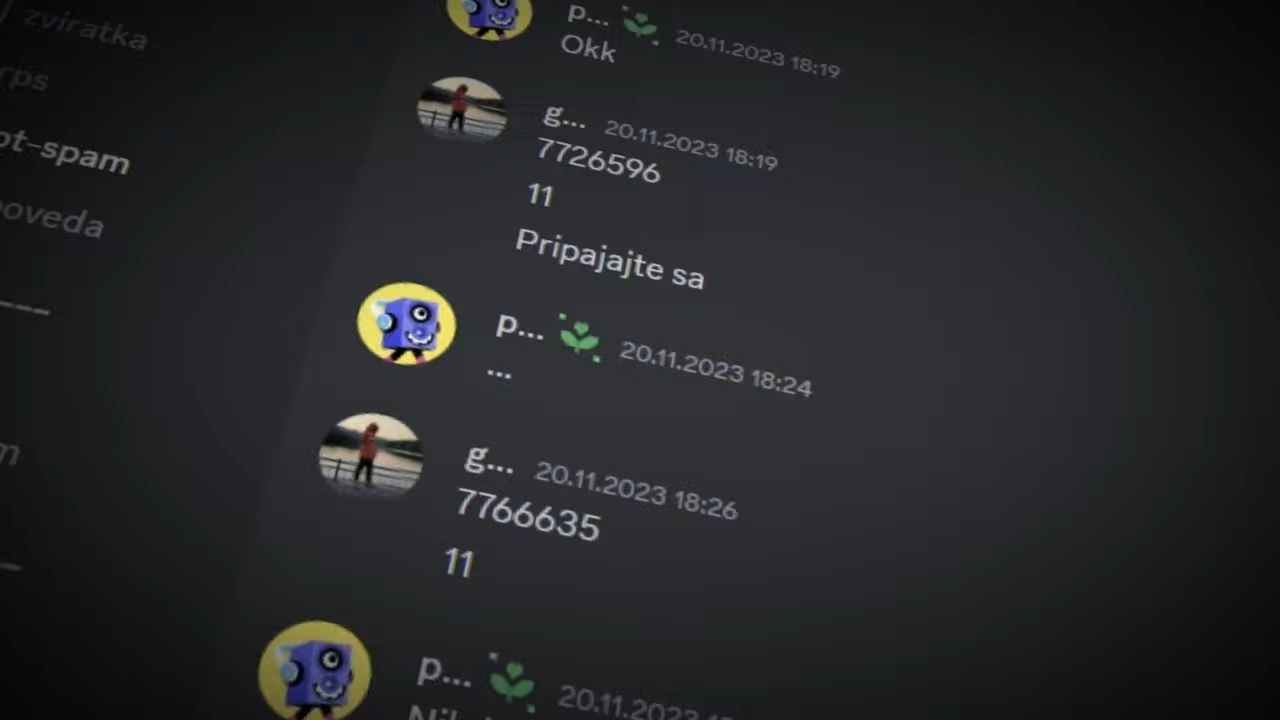 zviratka
rps
ot-spam
poveda
p... 20.11.2023 18:19
Okk
g... 20.11.2023 18:19
7726596
11
Pripajajte sa
p... 20.11.2023 18:24
...
g... 20.11.2023 18:26
7766635
11
p... 20.11.2023